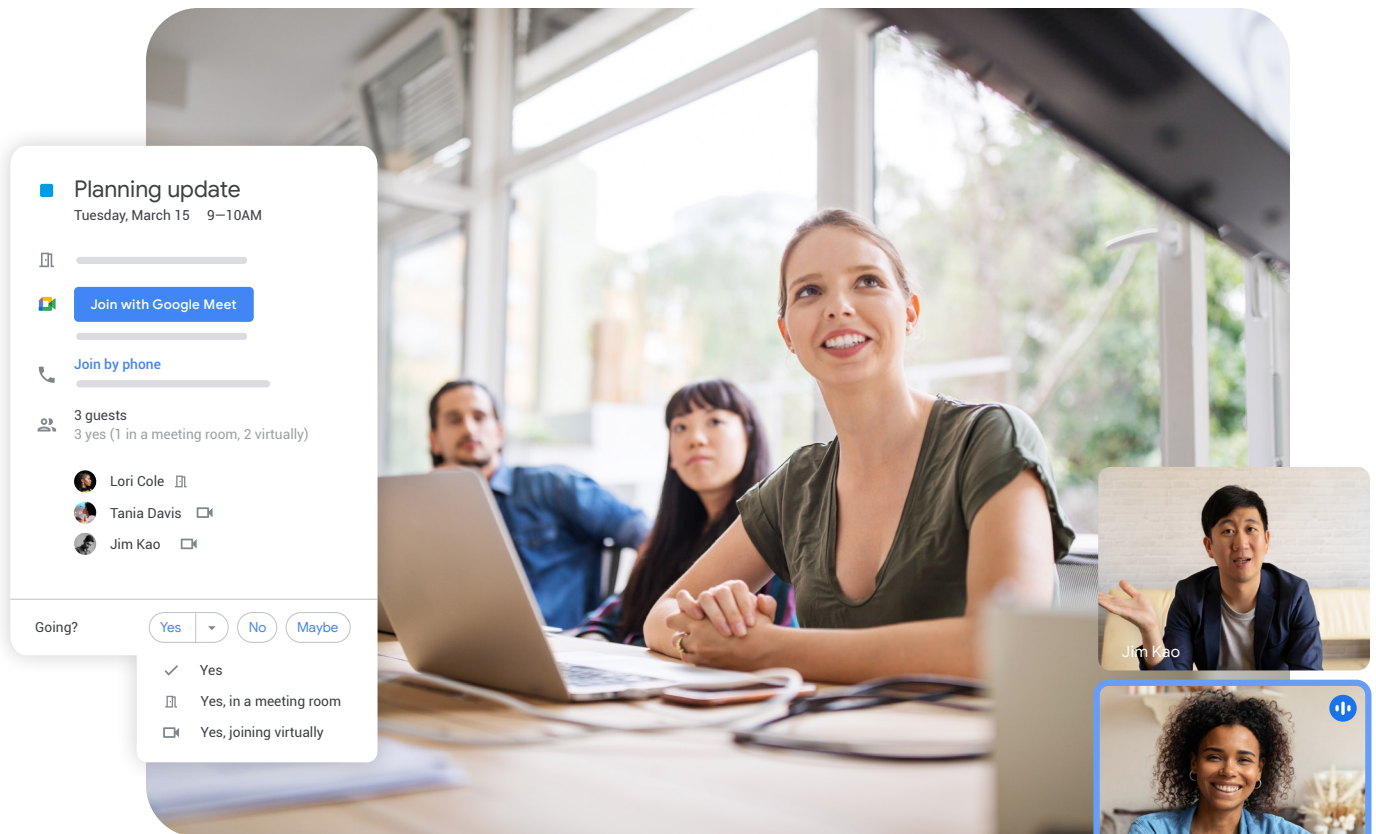 Planning update
Tuesday, March 15 9—10AM
Join with Google Meet
Join by phone
3 guests
3 yes (1 in a meeting room, 2 virtually)
Lori Cole
Tania Davis
Jim Kao
Going?
Yes
No
Maybe
Yes
Yes, in a meeting room
Yes, joining virtually
Jim Kao